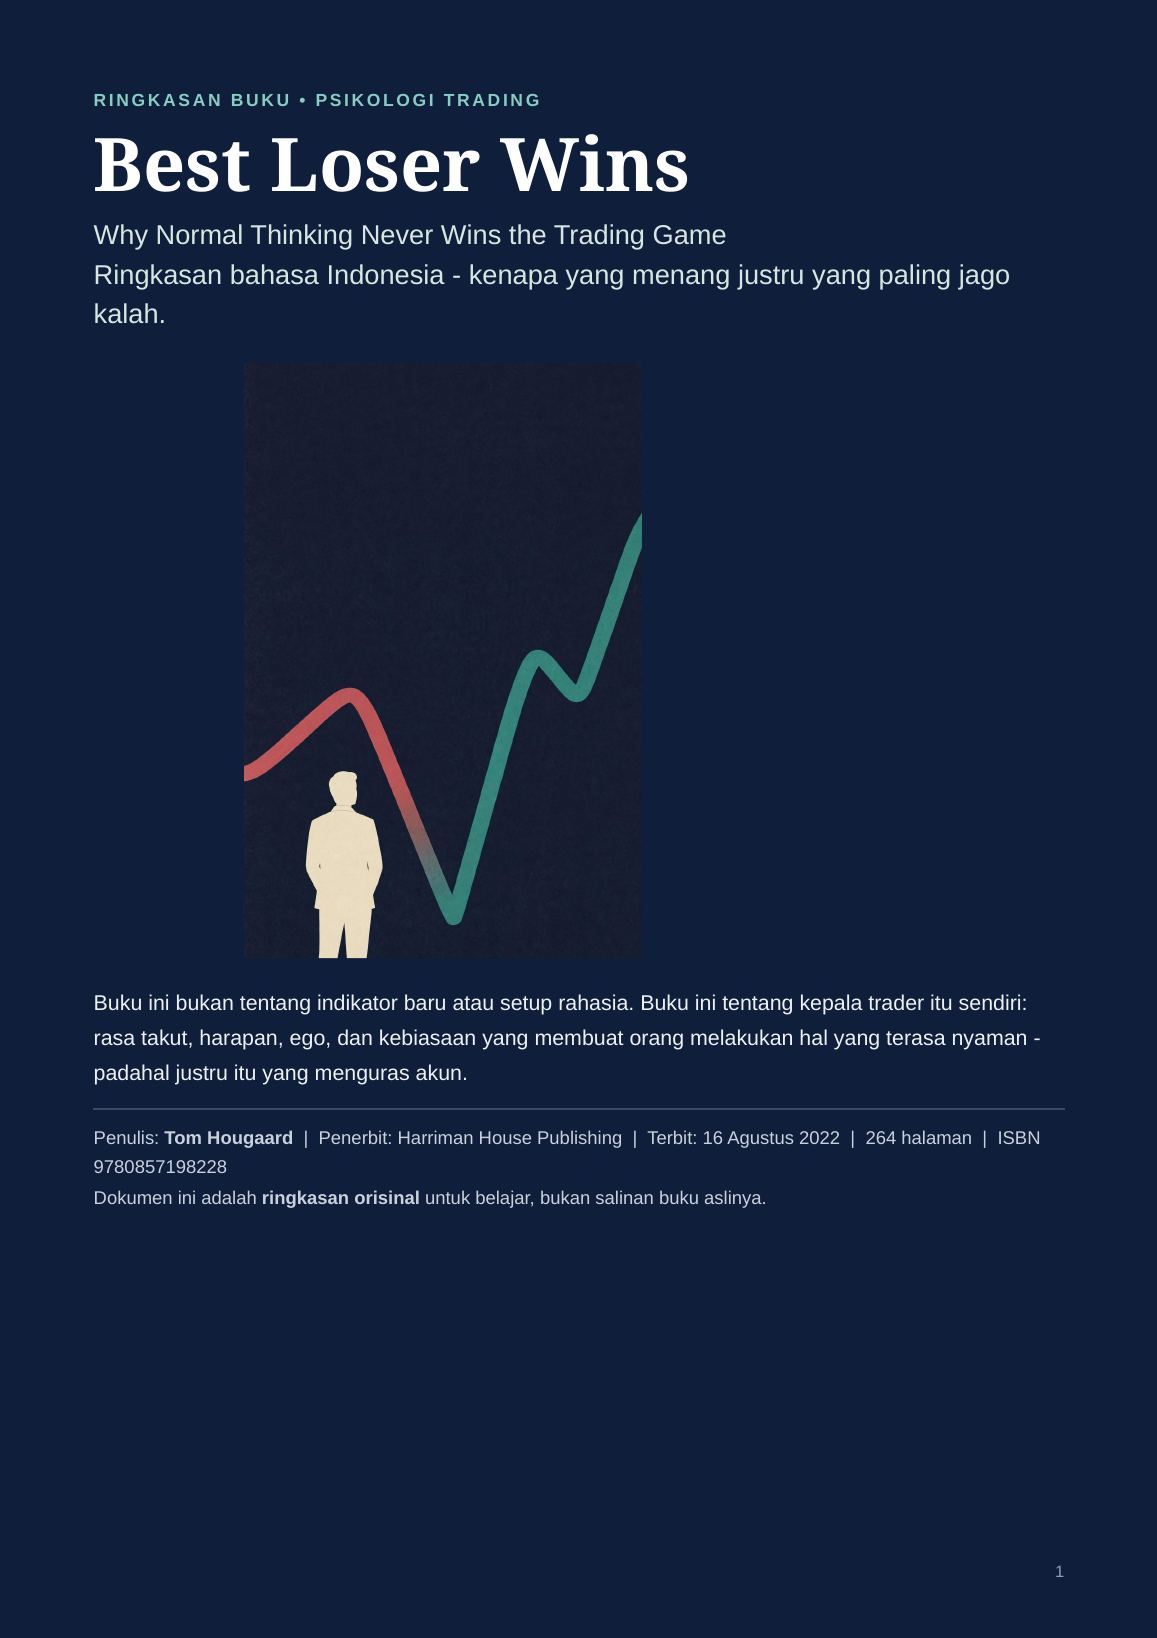 RINGKASAN BUKU • PSIKOLOGI TRADING
Best Loser Wins
Why Normal Thinking Never Wins the Trading Game
Ringkasan bahasa Indonesia - kenapa yang menang justru yang paling jago
kalah.
Buku ini bukan tentang indikator baru atau setup rahasia. Buku ini tentang kepala trader itu sendiri:
rasa takut, harapan, ego, dan kebiasaan yang membuat orang melakukan hal yang terasa nyaman -
padahal justru itu yang menguras akun.
Penulis: Tom Hougaard | Penerbit: Harriman House Publishing | Terbit: 16 Agustus 2022 | 264 halaman | ISBN
9780857198228
Dokumen ini adalah ringkasan orisinal untuk belajar, bukan salinan buku aslinya.
1